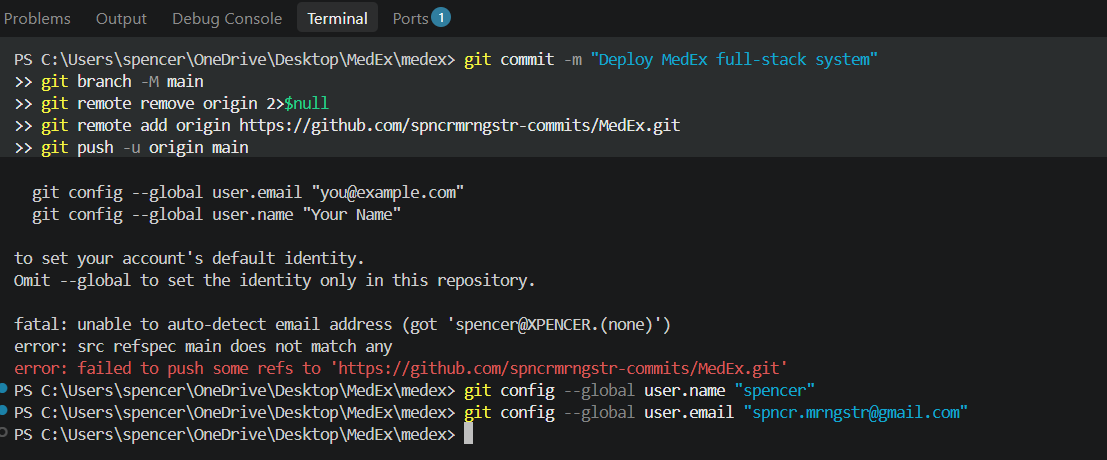 Problems Output Debug Console Terminal Ports 1
PS C:\Users\spencer\OneDrive\Desktop\MedEx\medex> git commit -m "Deploy MedEx full-stack system"
>> git branch -M main
>> git remote remove origin 2>$null
>> git remote add origin https://github.com/spncrmrngstr-commits/MedEx.git
>> git push -u origin main
git config --global user.email "you@example.com"
git config --global user.name "Your Name"
to set your account's default identity.
Omit --global to set the identity only in this repository.
fatal: unable to auto-detect email address (got 'spencer@XPENCER.(none)')
error: src refspec main does not match any
error: failed to push some refs to 'https://github.com/spncrmrngstr-commits/MedEx.git'
PS C:\Users\spencer\OneDrive\Desktop\MedEx\medex> git config --global user.name "spencer"
PS C:\Users\spencer\OneDrive\Desktop\MedEx\medex> git config --global user.email "spncr.mrngstr@gmail.com"
PS C:\Users\spencer\OneDrive\Desktop\MedEx\medex>